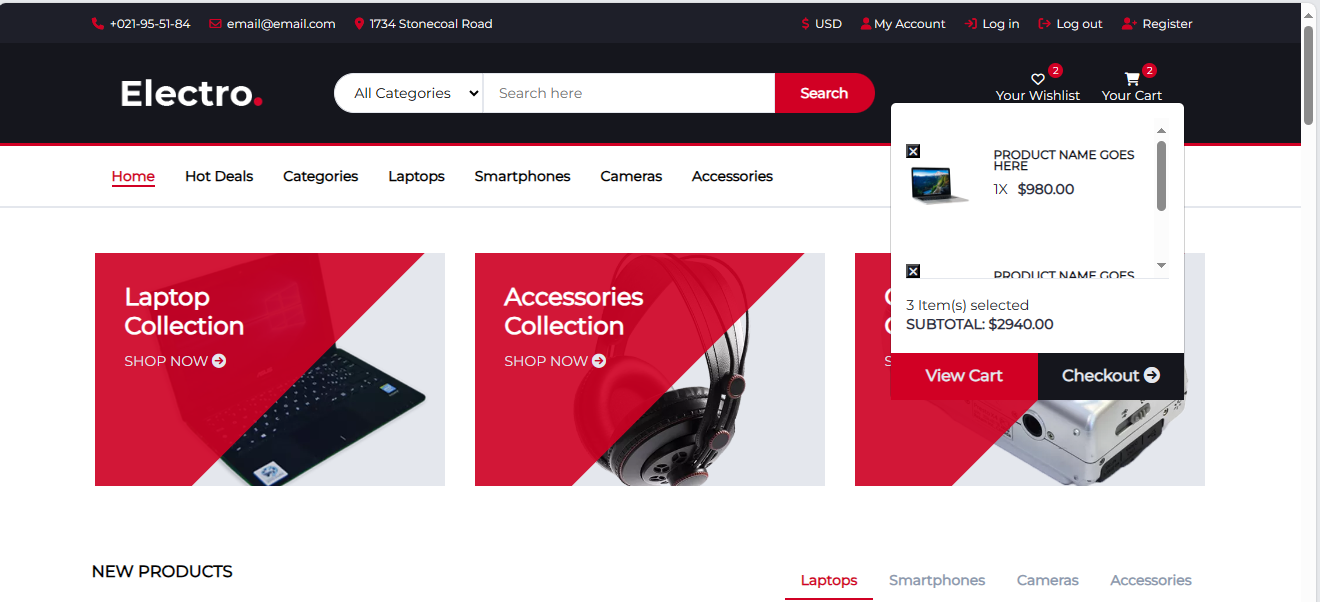 +021-95-51-84 email@email.com 1734 Stonecoal Road
$ USD My Account Log in Log out Register
Electro.
All Categories Search here Search
2 2
Your Wishlist Your Cart
Home Hot Deals Categories Laptops Smartphones Cameras Accessories
PRODUCT NAME GOES
HERE
1X $980.00
PRODUCT NAME GOES
3 Item(s) selected
SUBTOTAL: $2940.00
View Cart Checkout
Laptop
Collection
SHOP NOW
Accessories
Collection
SHOP NOW
NEW PRODUCTS
Laptops Smartphones Cameras Accessories